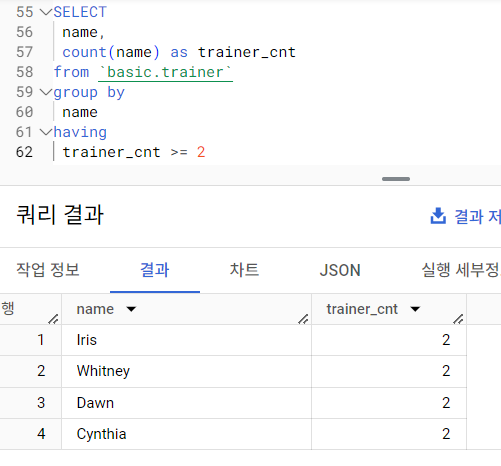 55 SELECT
56 name,
57 count(name) as trainer_cnt
58 from `basic.trainer`
59 group by
60 name
61 having
62 trainer_cnt >= 2
쿼리 결과
결과 저
작업 정보 결과 차트 JSON 실행 세부정
행 name trainer_cnt
1 Iris 2
2 Whitney 2
3 Dawn 2
4 Cynthia 2